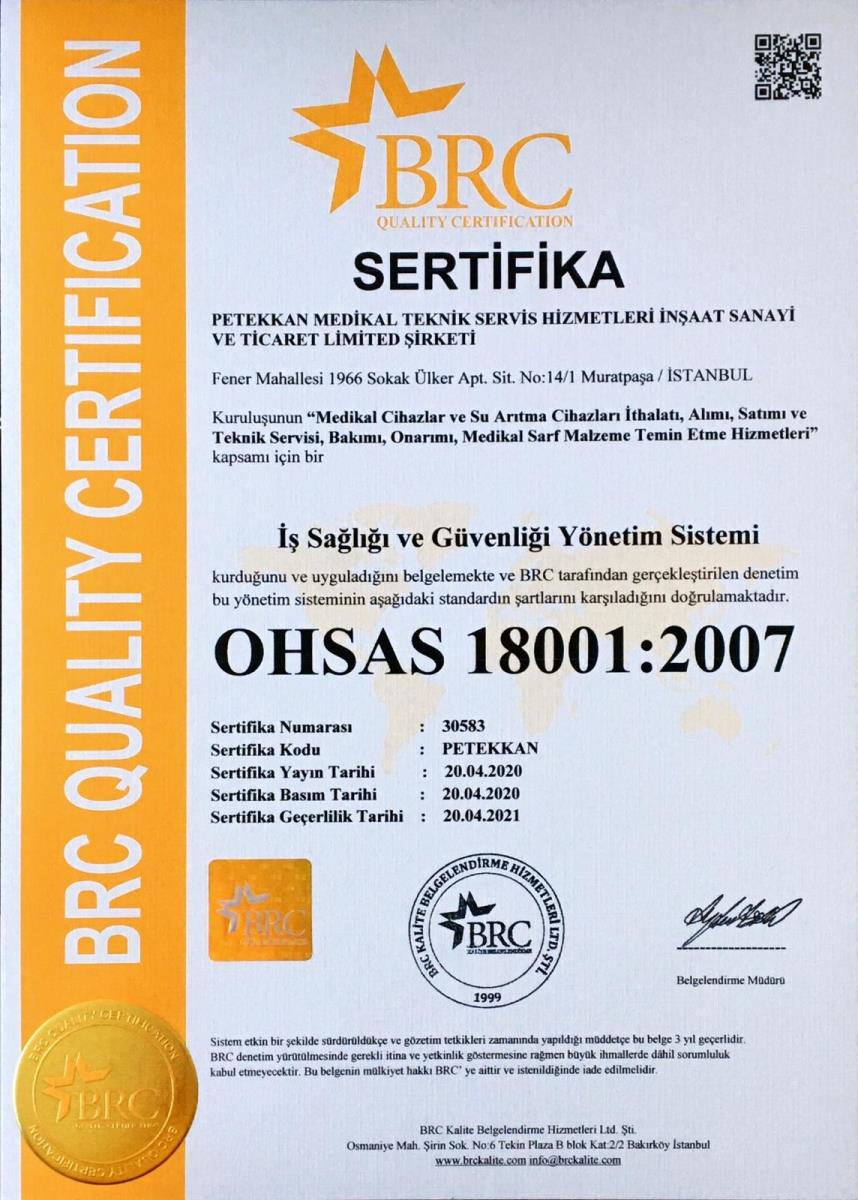 BRC QUALITY CERTIFICATION
BRC
QUALITY CERTIFICATION
SERTİFİKA
PETEKKAN MEDİKAL TEKNİK SERVİS HİZMETLERİ İNŞAAT SANAYİ
VE TİCARET LİMİTED ŞİRKETİ
Fener Mahallesi 1966 Sokak Ülker Apt. Sit. No:14/1 Muratpaşa / İSTANBUL
Kuruluşunun “Medikal Cihazlar ve Su Arıtma Cihazları İthalatı, Alımı, Satımı ve
Teknik Servisi, Bakımı, Onarımı, Medikal Sarf Malzeme Temin Etme Hizmetleri”
kapsamı için bir
İş Sağlığı ve Güvenliği Yönetim Sistemi
kurduğunu ve uyguladığını belgelemekte ve BRC tarafından gerçekleştirilen denetim
bu yönetim sisteminin aşağıdaki standardın şartlarını karşıladığını doğrulamaktadır.
OHSAS 18001:2007
Sertifika Numarası : 30583
Sertifika Kodu : PETEKKAN
Sertifika Yayın Tarihi : 20.04.2020
Sertifika Basım Tarihi : 20.04.2020
Sertifika Geçerlilik Tarihi : 20.04.2021
BRC
BRC KALİTE BELGELENDİRME HİZMETLERİ LTD. ŞTİ.
BRC
KALİTE BELGELENDİRME
1999
Belgelendirme Müdürü
BRC QUALITY CERTIFICATION
BRC
BRC QUALITY CERTIFICATION
Sistem etkin bir şekilde sürdürüldükçe ve gözetim tetkikleri zamanında yapıldığı müddetçe bu belge 3 yıl geçerlidir.
BRC denetim yürütülmesinde gerekli itina ve yetkinlik göstermesine rağmen büyük ihmallerde dâhil sorumluluk
kabul etmeyecektir. Bu belgenin mülkiyet hakkı BRC’ ye aittir ve istenildiğinde iade edilmelidir.
BRC Kalite Belgelendirme Hizmetleri Ltd. Şti.
Osmaniye Mah. Şirin Sok. No:6 Tekin Plaza B blok Kat:2/2 Bakırköy İstanbul
www.brckalite.com info@brckalite.com